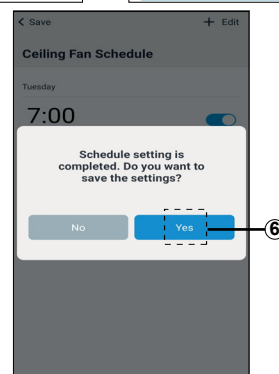 < Save + Edit
Ceiling Fan Schedule
Tuesday
7:00
Schedule setting is
completed. Do you want to
save the settings?
No Yes
6